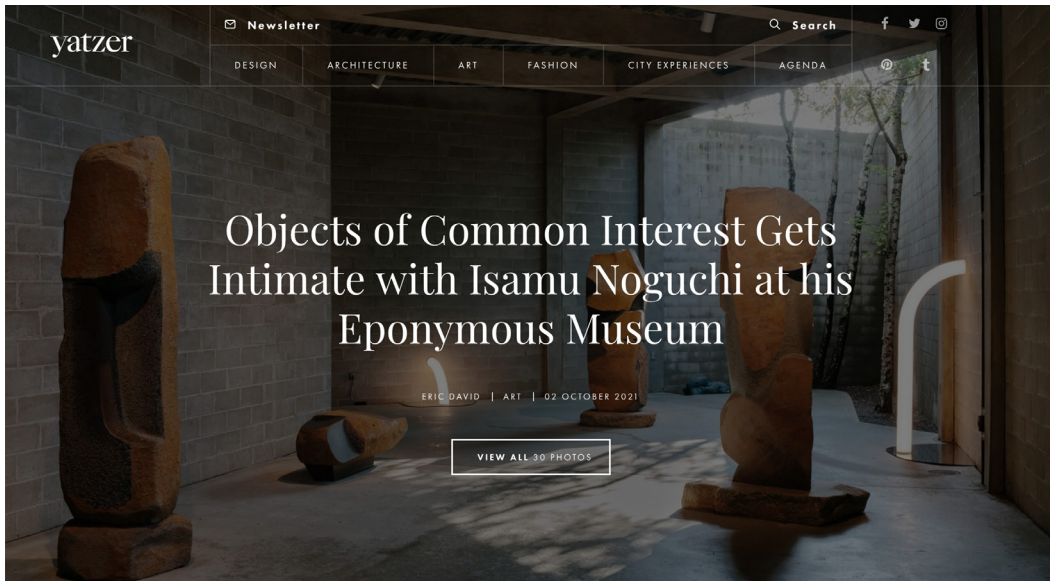 yatzer
Newsletter
Search
DESIGN
ARCHITECTURE
ART
FASHION
CITY EXPERIENCES
AGENDA
Objects of Common Interest Gets
Intimate with Isamu Noguchi at his
Eponymous Museum
ERIC DAVID | ART | 02 OCTOBER 2021
VIEW ALL 30 PHOTOS